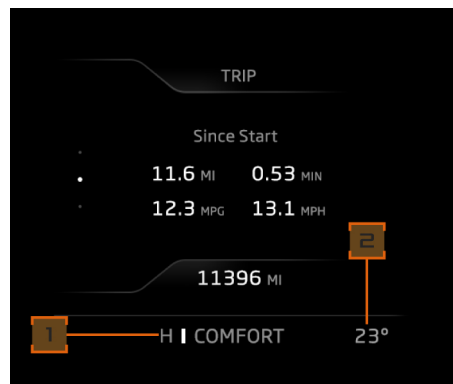 TRIP
Since Start
11.6 MI 0.53 MIN
12.3 MPG 13.1 MPH
2
11396 MI
1 H COMFORT 23°